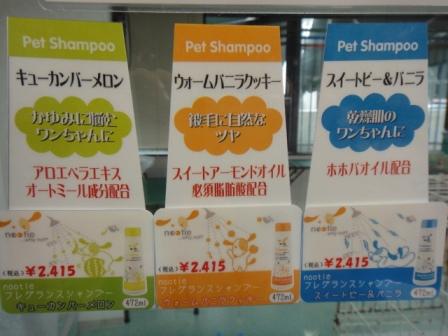 Pet Shampoo
キューカンバーメロン
かゆみに悩む
ワンちゃんに
アロエベラエキス
オートミール成分配合
nootie
(税込)¥2.415
nootie
フレグランスシャンプー
キューカンバーメロン
472ml
Pet Shampoo
ウォームバニラクッキー
被毛に自然な
ツヤ
スイートアーモンドオイル
必須脂肪酸配合
nootie
(税込)¥2.415
nootie
フレグランスシャンプー
ウォームバニラクッキー
472ml
Pet Shampoo
スイートピー&バニラ
乾燥肌の
ワンちゃんに
ホホバオイル配合
nootie
(税込)¥2.415
nootie
フレグランスシャンプー
スイートピー&バニラ
472ml